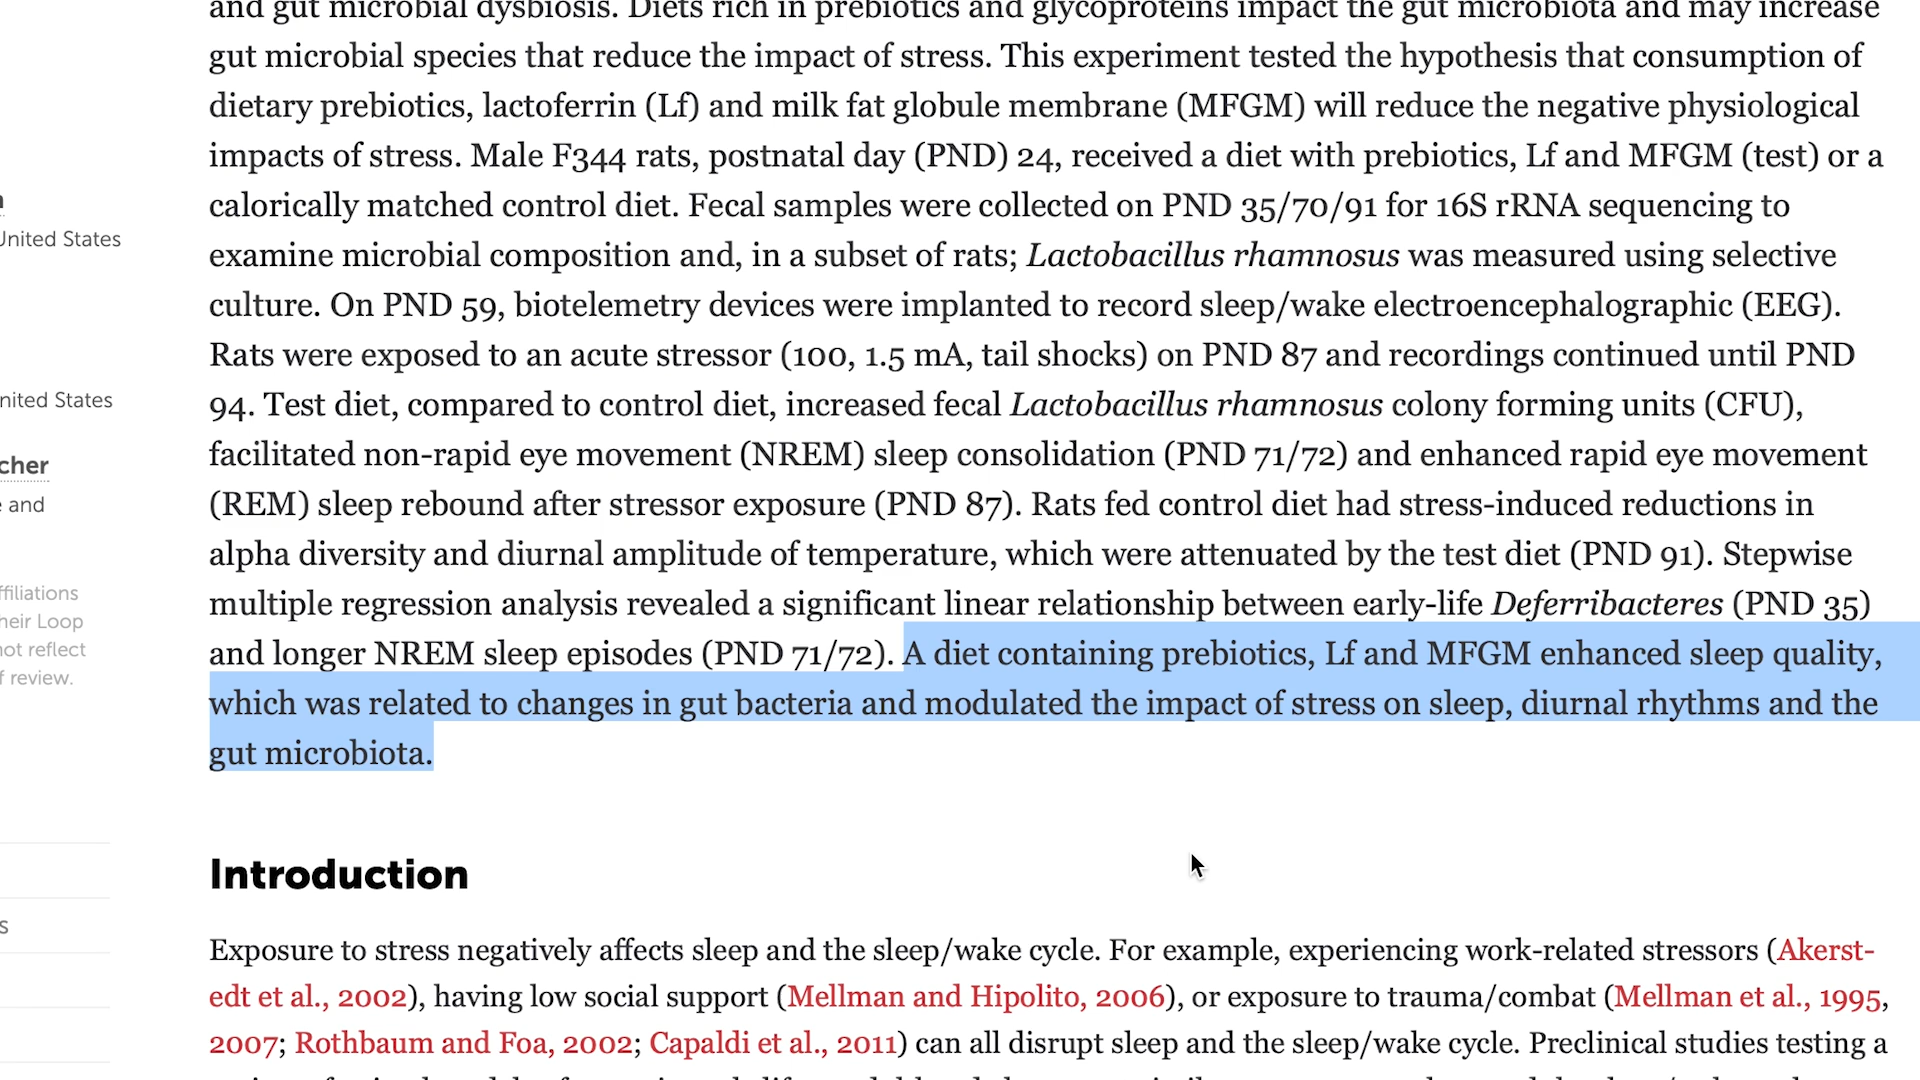 and gut microbial dysbiosis. Diets rich in prebiotics and glycoproteins impact the gut microbiota and may increase
gut microbial species that reduce the impact of stress. This experiment tested the hypothesis that consumption of
dietary prebiotics, lactoferrin (Lf) and milk fat globule membrane (MFGM) will reduce the negative physiological
impacts of stress. Male F344 rats, postnatal day (PND) 24, received a diet with prebiotics, Lf and MFGM (test) or a
calorically matched control diet. Fecal samples were collected on PND 35/70/91 for 16S rRNA sequencing to
United States
examine microbial composition and, in a subset of rats; Lactobacillus rhamnosus was measured using selective
culture. On PND 59, biotelemetry devices were implanted to record sleep/wake electroencephalographic (EEG).
Rats were exposed to an acute stressor (100, 1.5 mA, tail shocks) on PND 87 and recordings continued until PND
nited States
94. Test diet, compared to control diet, increased fecal Lactobacillus rhamnosus colony forming units (CFU),
cher
facilitated non-rapid eye movement (NREM) sleep consolidation (PND 71/72) and enhanced rapid eye movement
and
(REM) sleep rebound after stressor exposure (PND 87). Rats fed control diet had stress-induced reductions in
alpha diversity and diurnal amplitude of temperature, which were attenuated by the test diet (PND 91). Stepwise
ffiliations
multiple regression analysis revealed a significant linear relationship between early-life Deferribacteres (PND 35)
heir Loop
and longer NREM sleep episodes (PND 71/72). A diet containing prebiotics, Lf and MFGM enhanced sleep quality,
not reflect
f review.
which was related to changes in gut bacteria and modulated the impact of stress on sleep, diurnal rhythms and the
gut microbiota.
Introduction
s
Exposure to stress negatively affects sleep and the sleep/wake cycle. For example, experiencing work-related stressors (Akerst-
edt et al., 2002), having low social support (Mellman and Hipolito, 2006), or exposure to trauma/combat (Mellman et al., 1995,
2007; Rothbaum and Foa, 2002; Capaldi et al., 2011) can all disrupt sleep and the sleep/wake cycle. Preclinical studies testing a